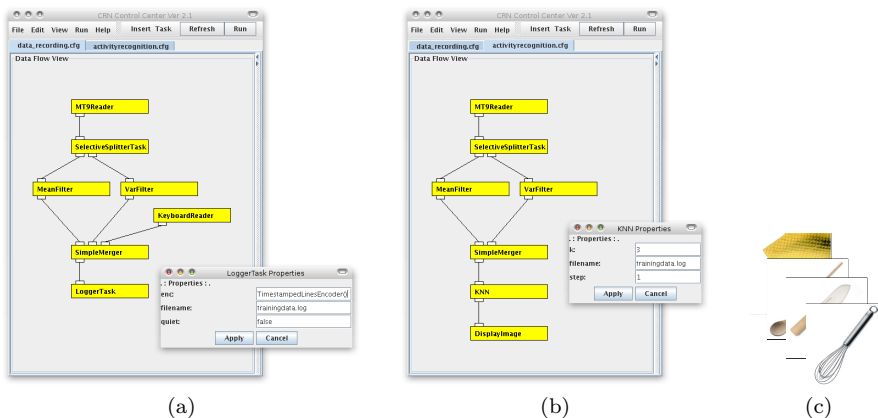 CRN Control Center Ver 2.1
File Edit View Run Help Insert Task Refresh Run
data_recording.cfg activityrecognition.cfg
Data Flow View
MT9Reader
SelectiveSplitterTask
MeanFilter VarFilter
KeyboardReader
SimpleMerger
LoggerTask
LoggerTask Properties
. : Properties : .
enc: TimestampedLinesEncoder()
filename: trainingdata.log
quiet: false
Apply Cancel
(a)
CRN Control Center Ver 2.1
File Edit View Run Help Insert Task Refresh Run
data_recording.cfg activityrecognition.cfg
Data Flow View
MT9Reader
SelectiveSplitterTask
MeanFilter VarFilter
SimpleMerger
KNN
DisplayImage
KNN Properties
. : Properties : .
k: 3
filename: trainingdata.log
step: 1
Apply Cancel
(b)
(c)